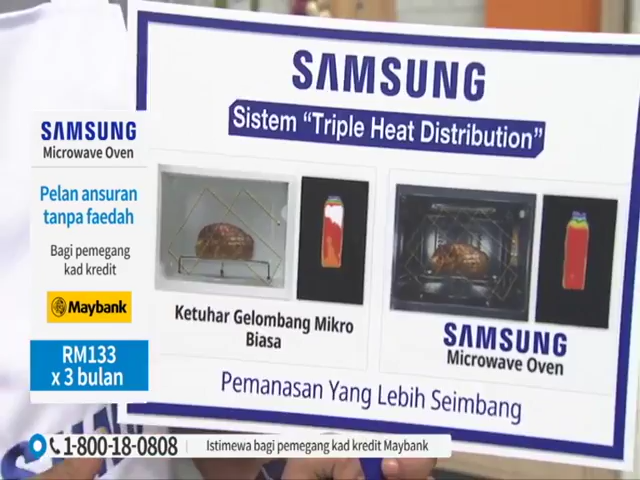 SAMSUNG
Sistem “Triple Heat Distribution”
Ketuhar Gelombang Mikro
Biasa
SAMSUNG
Microwave Oven
Pemanasan Yang Lebih Seimbang
SAMSUNG
Microwave Oven
Pelan ansuran
tanpa faedah
Bagi pemegang
kad kredit
Maybank
RM133
x 3 bulan
1-800-18-0808
Istimewa bagi pemegang kad kredit Maybank